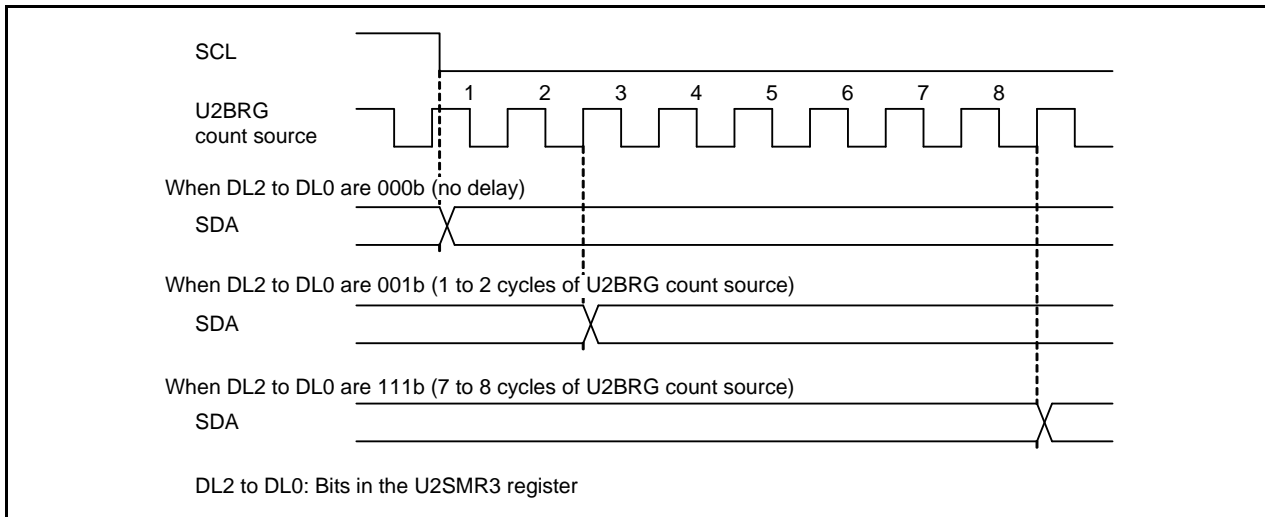 SCL
1 2 3 4 5 6 7 8
U2BRG
count source
When DL2 to DL0 are 000b (no delay)
SDA
When DL2 to DL0 are 001b (1 to 2 cycles of U2BRG count source)
SDA
When DL2 to DL0 are 111b (7 to 8 cycles of U2BRG count source)
SDA
DL2 to DL0: Bits in the U2SMR3 register